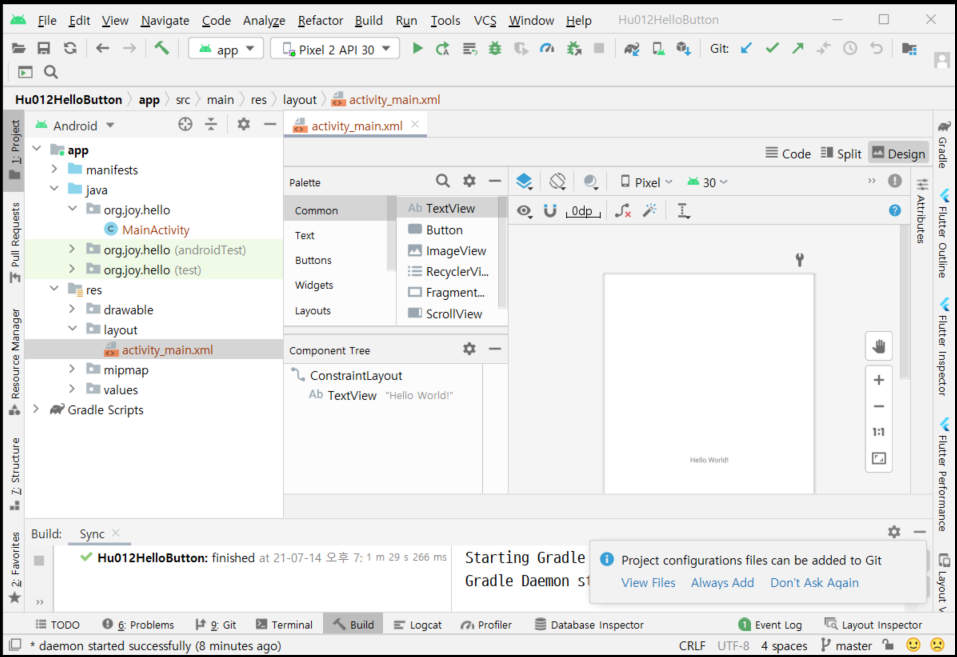 File Edit View Navigate Code Analyze Refactor Build Run Tools VCS Window Help Hu012HelloButton
app Pixel 2 API 30 Git:
Hu012HelloButton app src main res layout activity_main.xml
1: Project
Pull Requests
Resource Manager
7: Structure
2: Favorites
Android
app
manifests
java
org.joy.hello
MainActivity
org.joy.hello (androidTest)
org.joy.hello (test)
res
drawable
layout
activity_main.xml
mipmap
values
Gradle Scripts
activity_main.xml
Code Split Design
Palette
Common
Text
Buttons
Widgets
Layouts
Ab TextView
Button
ImageView
RecyclerVi...
Fragment...
ScrollView
Component Tree
ConstraintLayout
Ab TextView "Hello World!"
Pixel 30
0dp
Hello World!
1:1
Attributes
Gradle
Flutter Outline
Flutter Inspector
Flutter Performance
Layout V
Build: Sync
Hu012HelloButton: finished at 21-07-14 오후 7: 1 m 29 s 266 ms
Starting Gradle
Gradle Daemon st
Project configurations files can be added to Git
View Files Always Add Don't Ask Again
TODO 6: Problems 9: Git Terminal Build Logcat Profiler Database Inspector 1 Event Log Layout Inspector
* daemon started successfully (8 minutes ago) CRLF UTF-8 4 spaces master